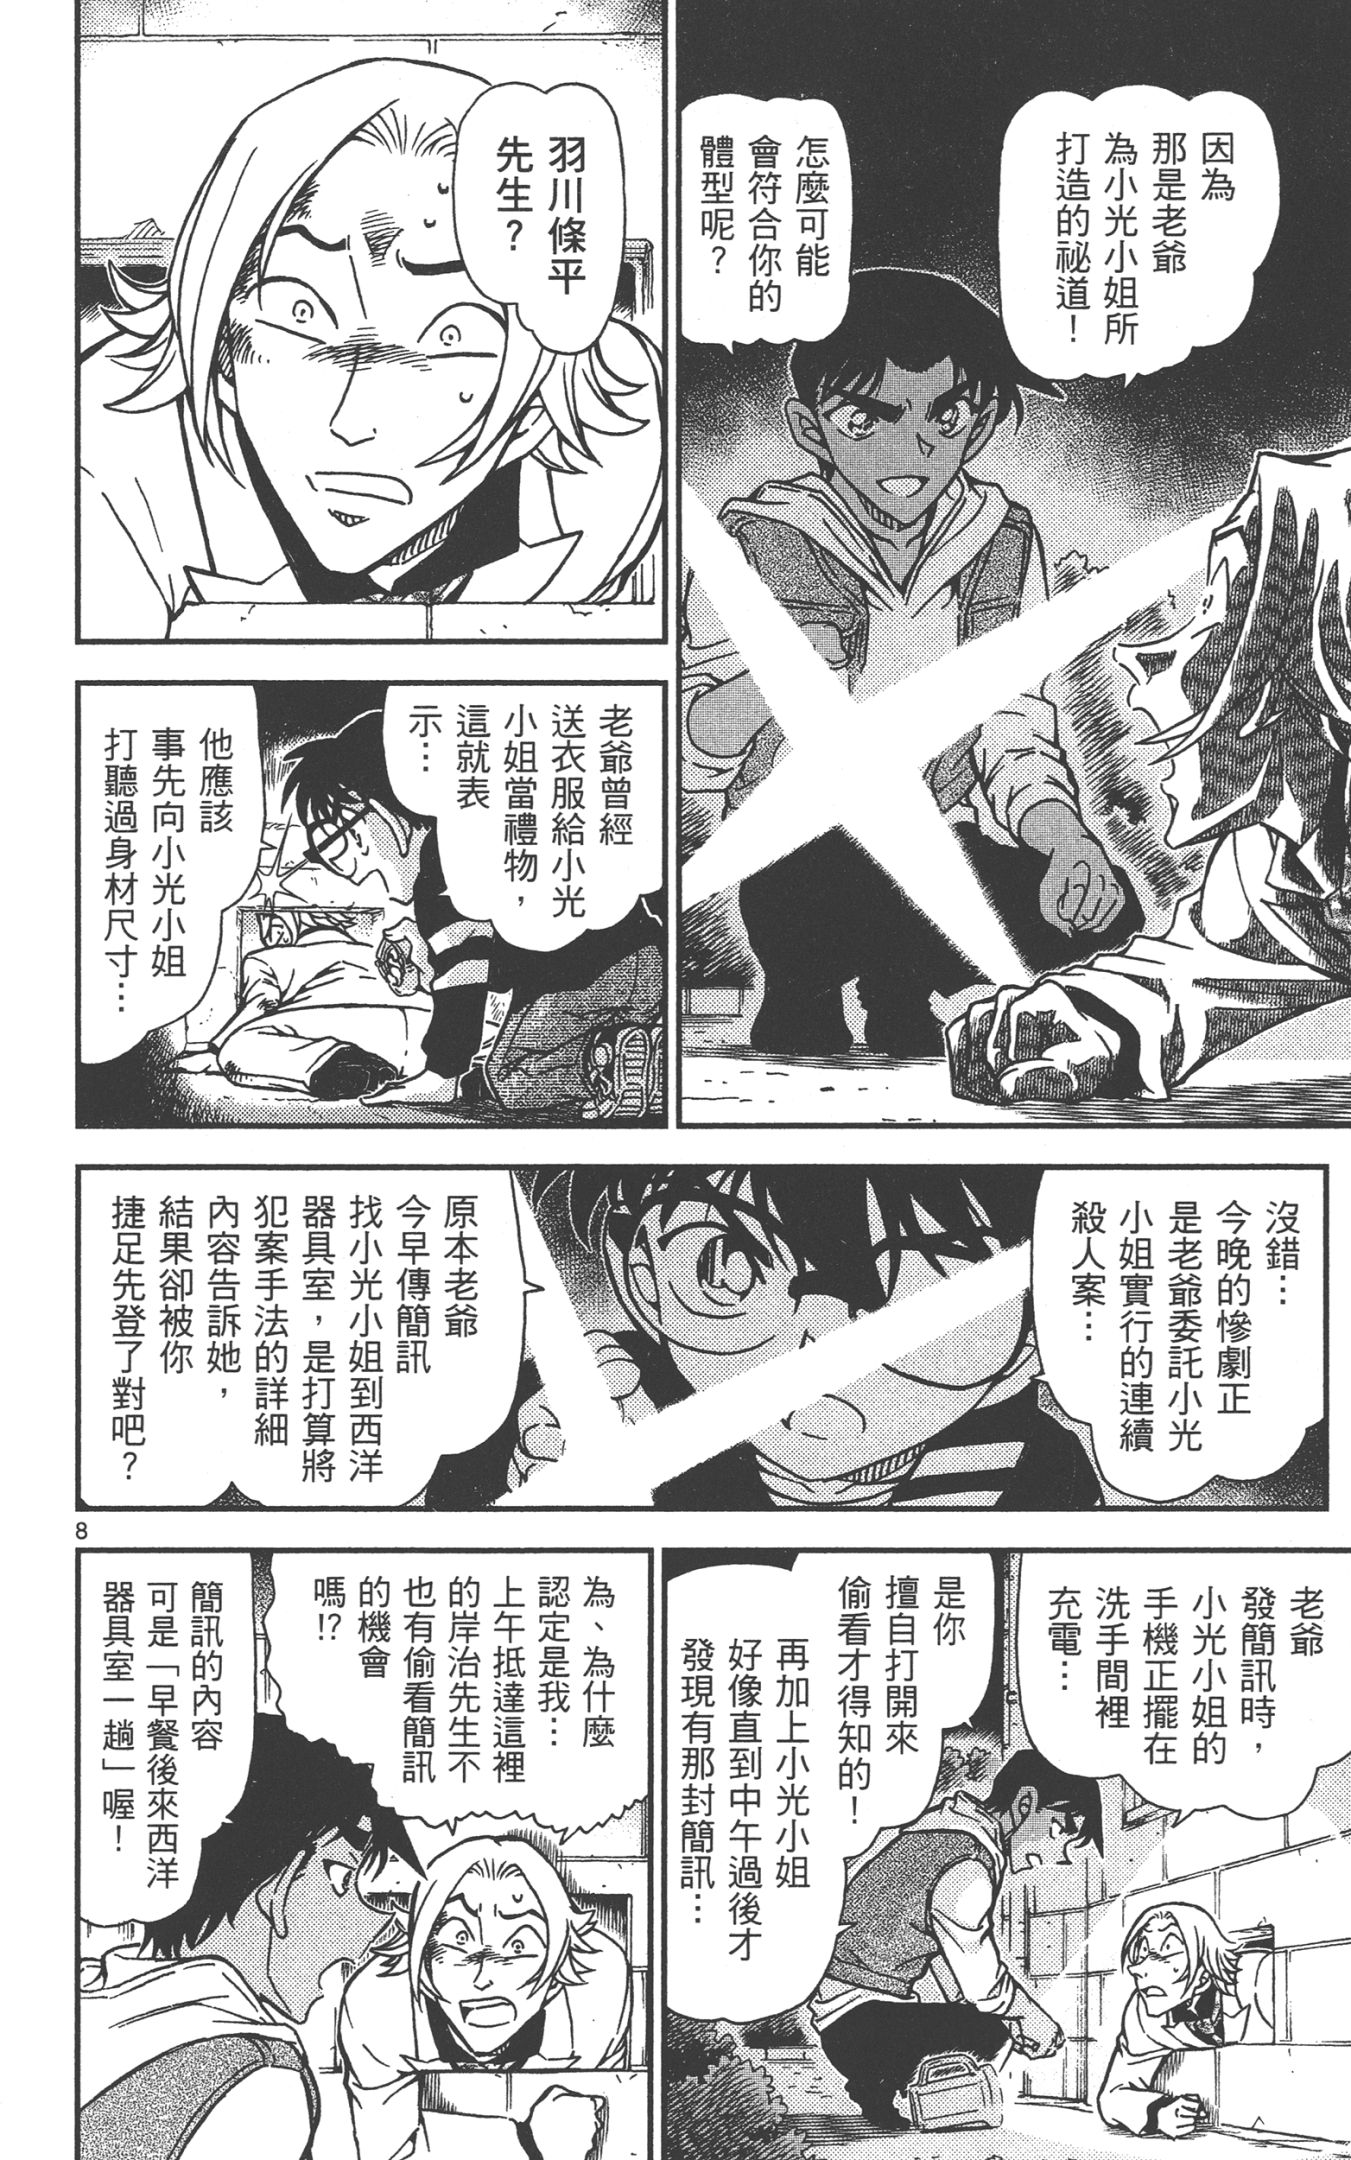 因為
那是老爺
為小光小姐所
打造的祕道！
怎麼可能
會符合你的
體型呢？
羽川條平
先生？
老爺曾經
送衣服給小光
小姐當禮物，
這就表
示…
他應該
事先向小光小姐
打聽過身材尺寸…
沒錯…
今晚的慘劇正
是老爺委託小光
小姐實行的連續
殺人案…
原本老爺
今早傳簡訊
找小光小姐到西洋
器具室，是打算將
犯案手法的詳細
內容告訴她，
結果卻被你
捷足先登了對吧？
8
老爺
發簡訊時，
小光小姐的
手機正擺在
洗手間裡
充電…
是你
擅自打開來
偷看才得知的！
再加上小光小姐
好像直到中午過後才
發現有那封簡訊…
為、為什麼
認定是我…
上午抵達這裡
的岸治先生不
也有偷看簡訊
的機會
嗎!?
簡訊的內容
可是「早餐後來西洋
器具室一趟」喔！